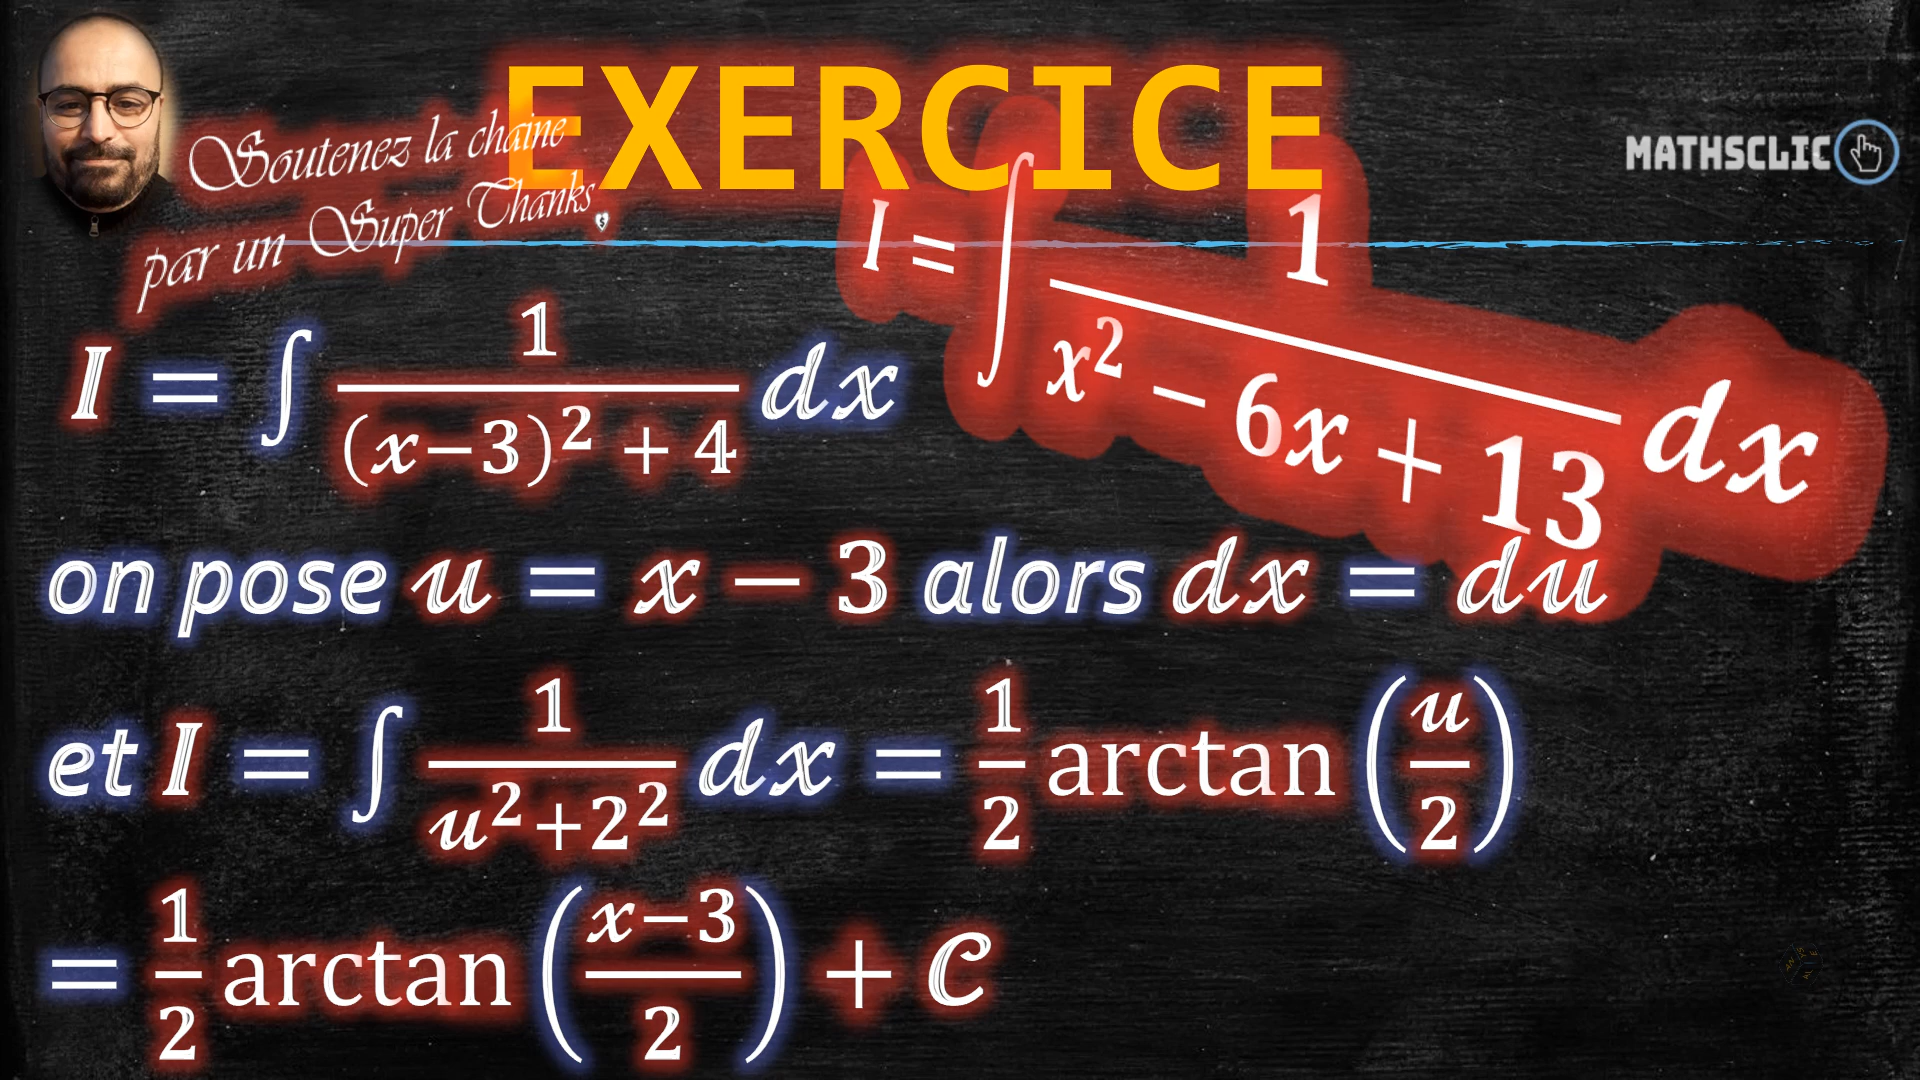 EXERCICE
Soutenez la chaine
par un Super Thanks
MATHSCLIC
I = ∫ 1/(x² − 6x + 13) dx
I = ∫ 1/((x−3)² + 4) dx
on pose u = x − 3 alors dx = du
et I = ∫ 1/(u²+2²) dx = 1/2 arctan (u/2)
= 1/2 arctan ((x−3)/2) + C